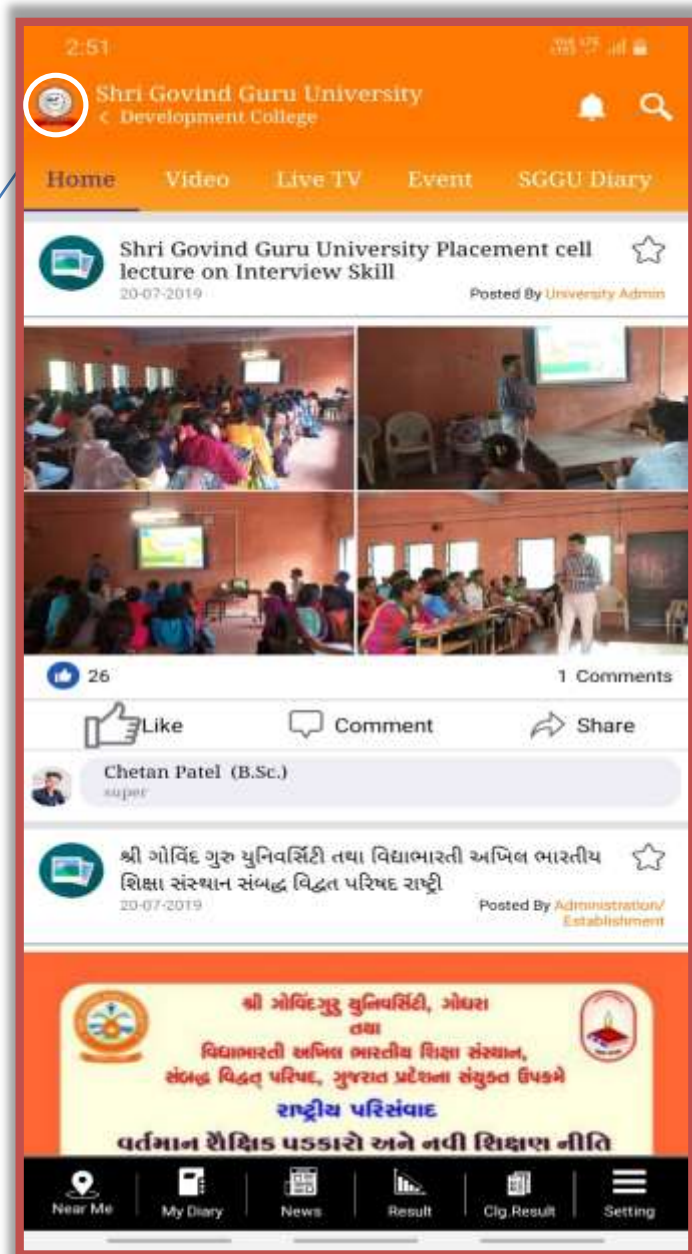 2:51
Shri Govind Guru University
< Development College
Home Video Live TV Event SGGU Diary
Shri Govind Guru University Placement cell
lecture on Interview Skill
20-07-2019 Posted By University Admin
26 1 Comments
Like Comment Share
Chetan Patel (B.Sc.)
super
શ્રી ગોવિંદ ગુરુ યુનિવર્સિટી તથા વિદ્યાભારતી અખિલ ભારતીય
શિક્ષા સંસ્થાન સંબદ્ધ વિદ્વત પરિષદ રાષ્ટ્રી
20-07-2019 Posted By Administration/
Establishment
શ્રી ગોવિંદગુરુ યુનિવર્સિટી, ગોધરા
તથા
વિદ્યાભારતી અખિલ ભારતીય શિક્ષા સંસ્થાન,
સંબદ્ધ વિદ્વત્ પરિષદ, ગુજરાત પ્રદેશના સંયુક્ત ઉપક્રમે
રાષ્ટ્રીય પરિસંવાદ
વર્તમાન શૈક્ષિક પડકારો અને નવી શિક્ષણ નીતિ
Near Me My Diary News Result Clg.Result Setting